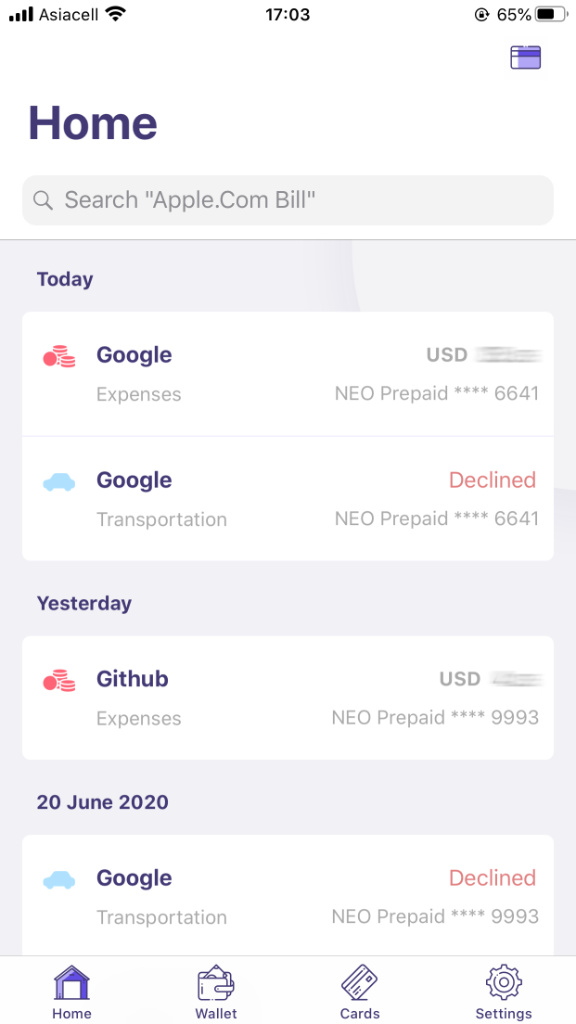 Asiacell 17:03 65%
Home
Search "Apple.Com Bill"
Today
Google USD
Expenses NEO Prepaid **** 6641
Google Declined
Transportation NEO Prepaid **** 6641
Yesterday
Github USD
Expenses NEO Prepaid **** 9993
20 June 2020
Google Declined
Transportation NEO Prepaid **** 9993
Home Wallet Cards Settings